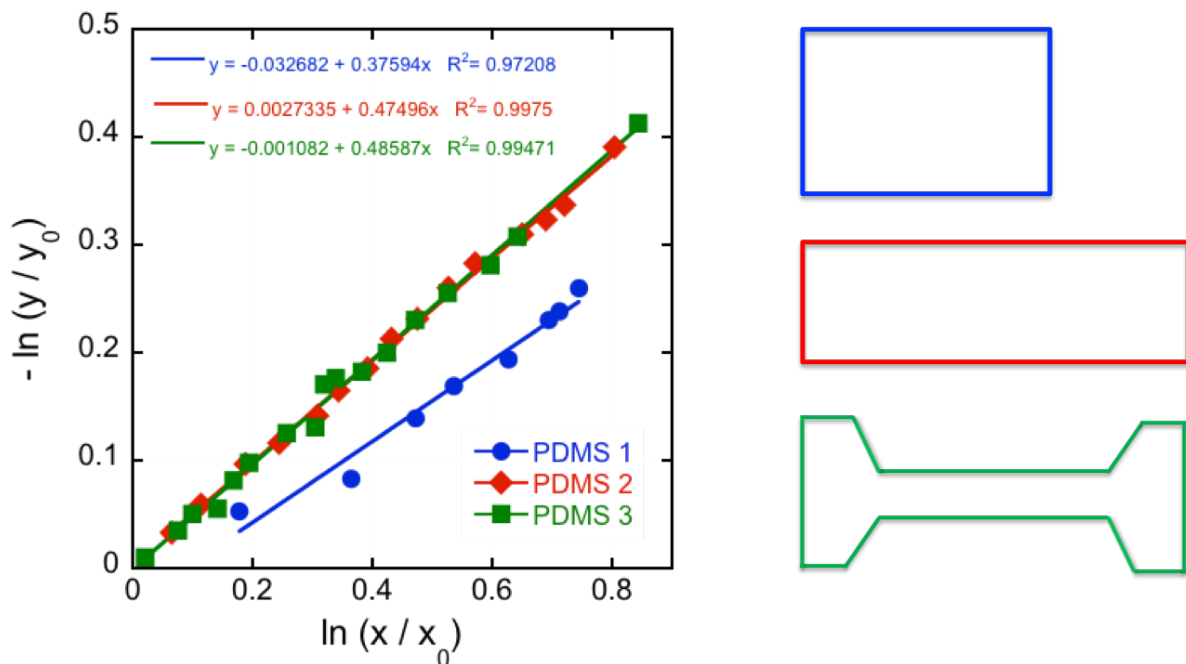 0.5
y = -0.032682 + 0.37594x   R²= 0.97208
y = 0.0027335 + 0.47496x   R²= 0.9975
0.4
y = -0.001082 + 0.48587x   R²= 0.99471
0.3
- ln (y / y₀)
0.2
PDMS 1
0.1
PDMS 2
PDMS 3
0
0 0.2 0.4 0.6 0.8
ln (x / x₀)